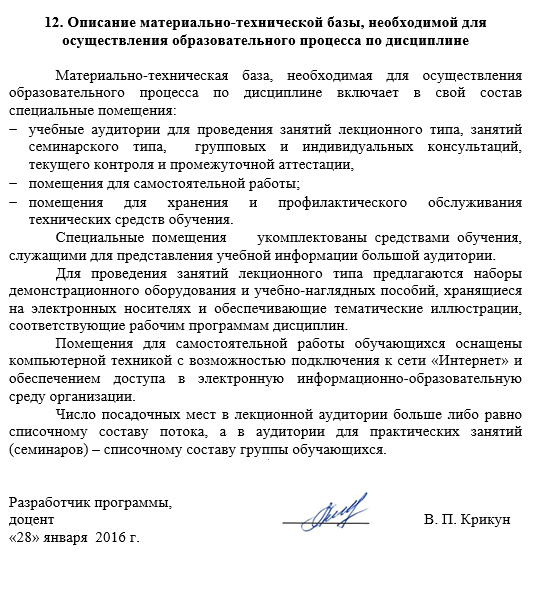 12. Описание материально-технической базы, необходимой для
осуществления образовательного процесса по дисциплине
Материально-техническая база, необходимая для осуществления
образовательного процесса по дисциплине включает в свой состав
специальные помещения:
– учебные аудитории для проведения занятий лекционного типа, занятий
семинарского типа, групповых и индивидуальных консультаций,
текущего контроля и промежуточной аттестации,
– помещения для самостоятельной работы;
– помещения для хранения и профилактического обслуживания
технических средств обучения.
Специальные помещения укомплектованы средствами обучения,
служащими для представления учебной информации большой аудитории.
Для проведения занятий лекционного типа предлагаются наборы
демонстрационного оборудования и учебно-наглядных пособий, хранящиеся
на электронных носителях и обеспечивающие тематические иллюстрации,
соответствующие рабочим программам дисциплин.
Помещения для самостоятельной работы обучающихся оснащены
компьютерной техникой с возможностью подключения к сети «Интернет» и
обеспечением доступа в электронную информационно-образовательную
среду организации.
Число посадочных мест в лекционной аудитории больше либо равно
списочному составу потока, а в аудитории для практических занятий
(семинаров) – списочному составу группы обучающихся.
Разработчик программы,
доцент В. П. Крикун
«28» января 2016 г.